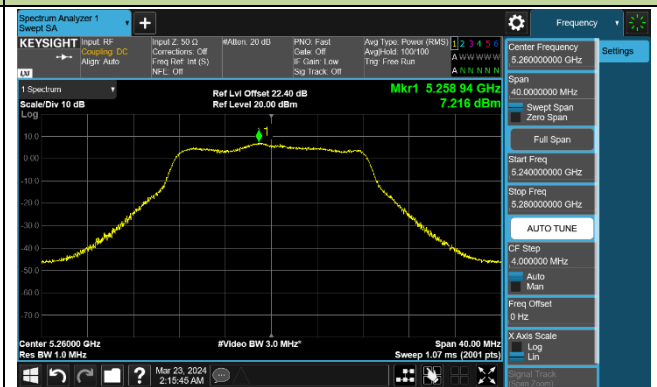 Spectrum Analyzer 1
Swept SA
Frequency
KEYSIGHT
Input: RF
Coupling: DC
Align: Auto
Input Z: 50 Ω
Corrections: Off
Freq Ref: Int (S)
NFE: Off
#Atten: 20 dB
PNO: Fast
Gate: Off
IF Gain: Low
Sig Track: Off
Avg Type: Power (RMS)
Avg|Hold: 100/100
Trig: Free Run
1 2 3 4 5 6
A W W W W W
A N N N N N
LXI
1 Spectrum
Scale/Div 10 dB
Log
Ref Lvl Offset 22.40 dB
Ref Level 20.00 dBm
Mkr1 5.258 94 GHz
7.216 dBm
1
10.0
0.00
-10.0
-20.0
-30.0
-40.0
-50.0
-60.0
-70.0
Center 5.26000 GHz
Res BW 1.0 MHz
#Video BW 3.0 MHz*
Span 40.00 MHz
Sweep 1.07 ms (2001 pts)
Center Frequency
5.260000000 GHz
Settings
Span
40.0000000 MHz
Swept Span
Zero Span
Full Span
Start Freq
5.240000000 GHz
Stop Freq
5.280000000 GHz
AUTO TUNE
CF Step
4.000000 MHz
Auto
Man
Freq Offset
0 Hz
X Axis Scale
Log
Lin
Signal Track
(Span Zoom)
Mar 23, 2024
2:15:45 AM